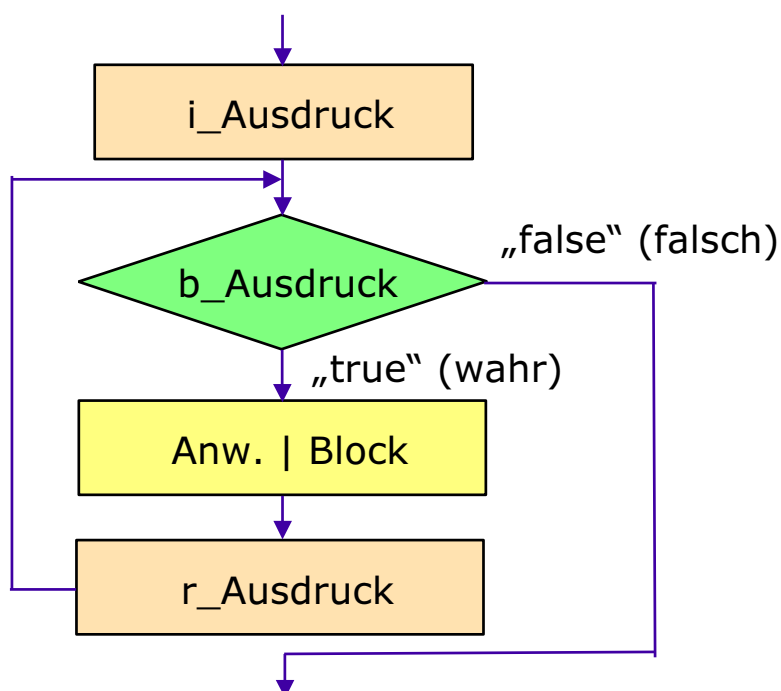 i_Ausdruck
„false“ (falsch)
b_Ausdruck
„true“ (wahr)
Anw. | Block
r_Ausdruck